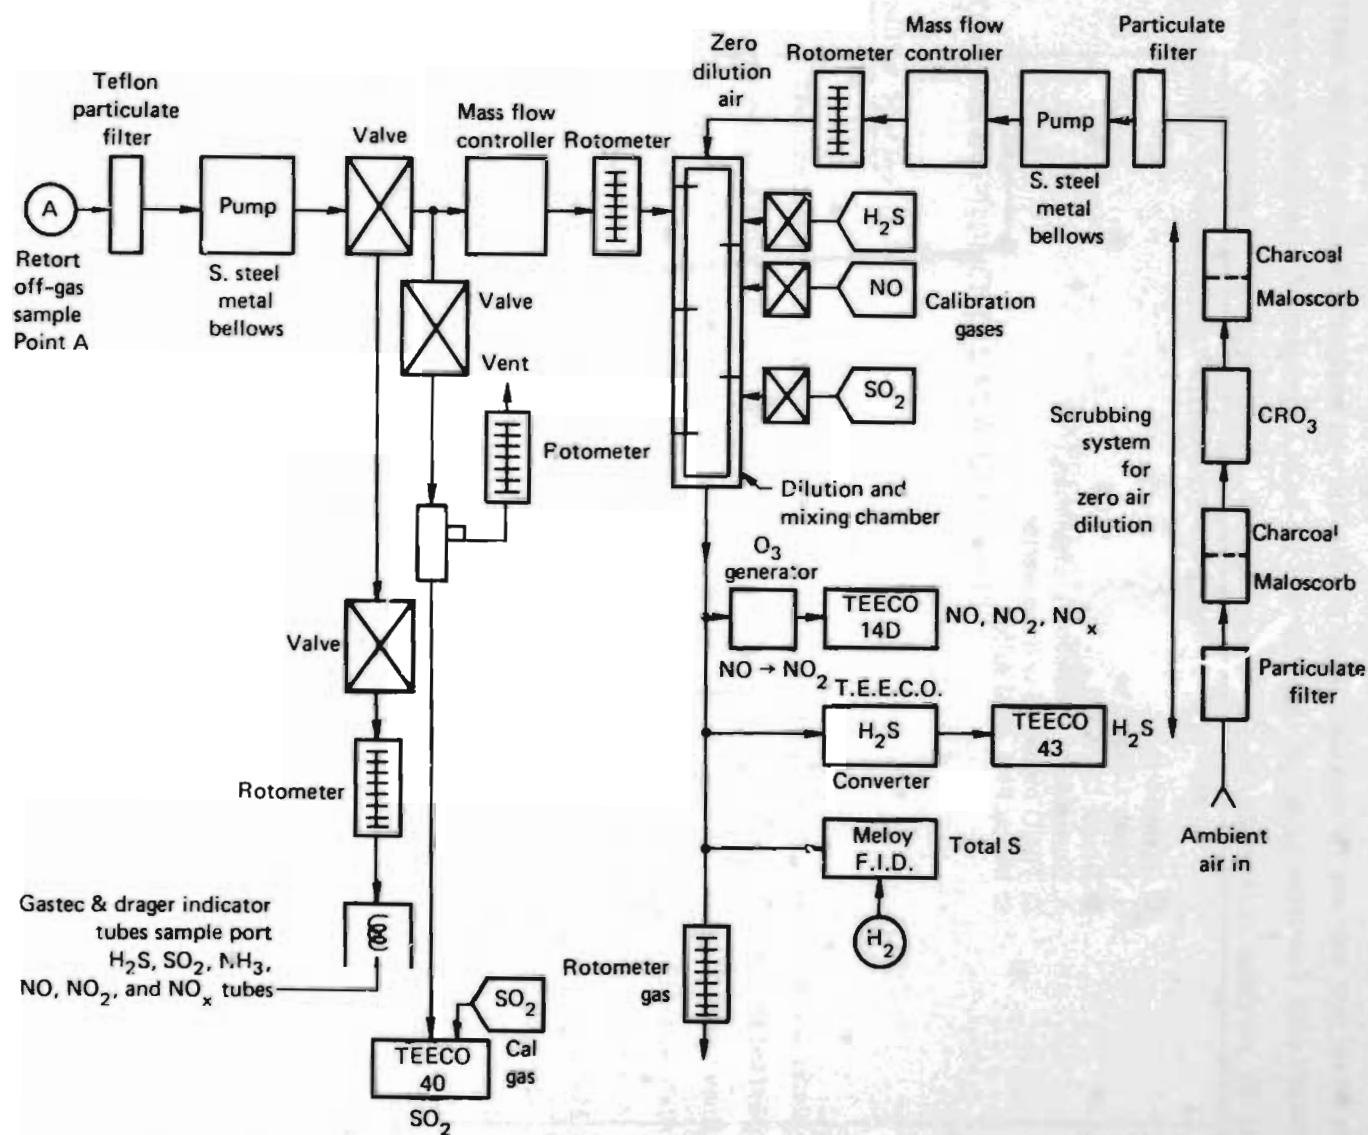 Teflon
particulate
filter
A
Retort
off-gas
sample
Point A
Pump
S. steel
metal
bellows
Valve
Mass flow
controller
Rotometer
Valve
Vent
Rotometer
Valve
Rotometer
Gastec & drager indicator
tubes sample port
H₂S, SO₂, NH₃,
NO, NO₂, and NOₓ tubes
SO₂
Cal
gas
TEECO
40
SO₂
Zero
dilution
air
Rotometer
Mass flow
controller
Particulate
filter
Pump
S. steel
metal
bellows
H₂S
NO
SO₂
Calibration
gases
Dilution and
mixing chamber
O₃
generator
NO → NO₂
TEECO
14D
NO, NO₂, NOₓ
T.E.E.C.O.
H₂S
Converter
TEECO
43
H₂S
Meloy
F.I.D.
Total S
H₂
Rotometer
gas
Scrubbing
system
for
zero air
dilution
Charcoal
Maloscorb
CRO₃
Charcoal
Maloscorb
Particulate
filter
Ambient
air in